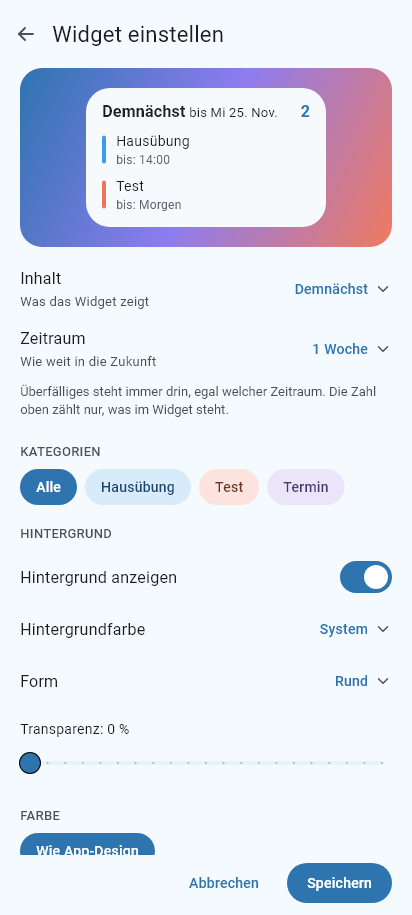 Widget einstellen
Demnächst bis Mi 25. Nov. 2
Hausübung
bis: 14:00
Test
bis: Morgen
Inhalt
Was das Widget zeigt
Demnächst
Zeitraum
Wie weit in die Zukunft
1 Woche
Überfälliges steht immer drin, egal welcher Zeitraum. Die Zahl
oben zählt nur, was im Widget steht.
KATEGORIEN
Alle Hausübung Test Termin
HINTERGRUND
Hintergrund anzeigen
Hintergrundfarbe System
Form Rund
Transparenz: 0 %
FARBE
Wie App-Design
Abbrechen Speichern